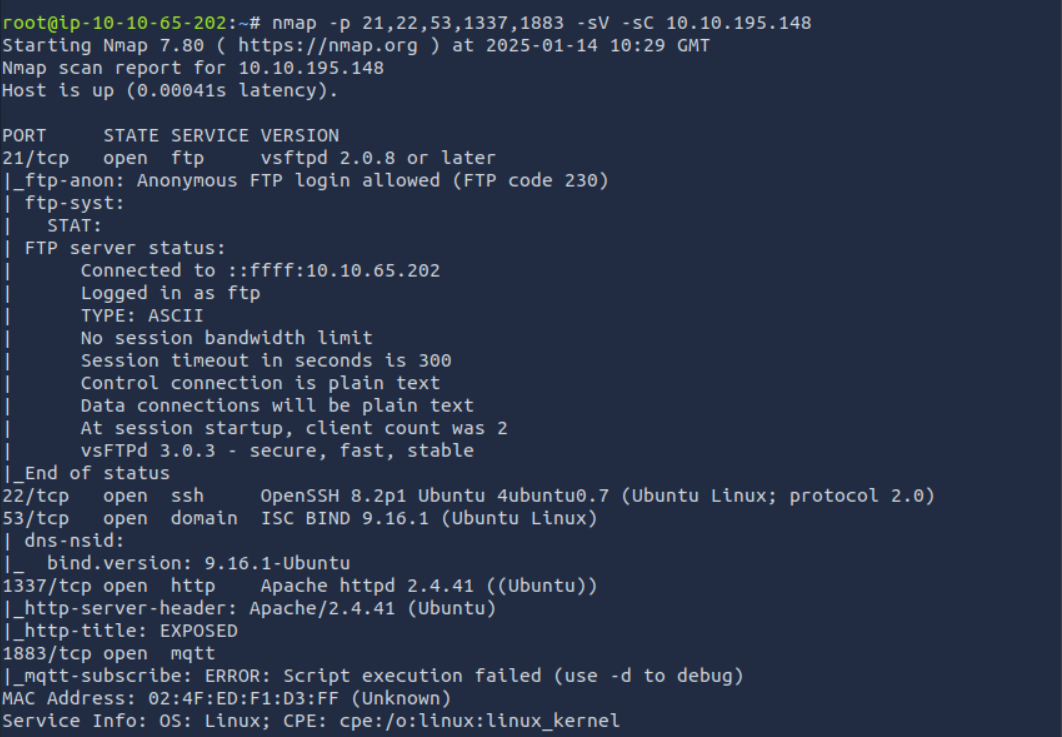 root@ip-10-10-65-202:~# nmap -p 21,22,53,1337,1883 -sV -sC 10.10.195.148
Starting Nmap 7.80 ( https://nmap.org ) at 2025-01-14 10:29 GMT
Nmap scan report for 10.10.195.148
Host is up (0.00041s latency).

PORT     STATE SERVICE VERSION
21/tcp   open  ftp     vsftpd 2.0.8 or later
|_ftp-anon: Anonymous FTP login allowed (FTP code 230)
| ftp-syst:
|   STAT:
| FTP server status:
|      Connected to ::ffff:10.10.65.202
|      Logged in as ftp
|      TYPE: ASCII
|      No session bandwidth limit
|      Session timeout in seconds is 300
|      Control connection is plain text
|      Data connections will be plain text
|      At session startup, client count was 2
|      vsFTPd 3.0.3 - secure, fast, stable
|_End of status
22/tcp   open  ssh     OpenSSH 8.2p1 Ubuntu 4ubuntu0.7 (Ubuntu Linux; protocol 2.0)
53/tcp   open  domain  ISC BIND 9.16.1 (Ubuntu Linux)
| dns-nsid:
|_  bind.version: 9.16.1-Ubuntu
1337/tcp open  http    Apache httpd 2.4.41 ((Ubuntu))
|_http-server-header: Apache/2.4.41 (Ubuntu)
|_http-title: EXPOSED
1883/tcp open  mqtt
|_mqtt-subscribe: ERROR: Script execution failed (use -d to debug)
MAC Address: 02:4F:ED:F1:D3:FF (Unknown)
Service Info: OS: Linux; CPE: cpe:/o:linux:linux_kernel